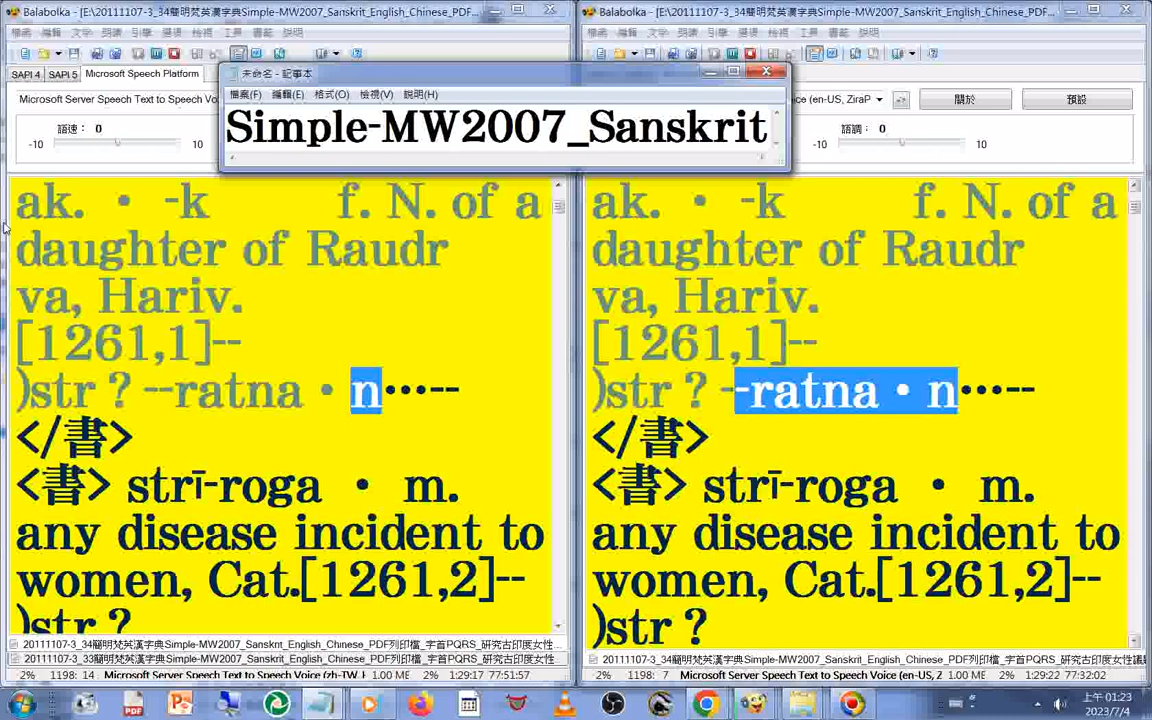 Balabolka - [E:\20111107-3_34簡明梵英漢字典Simple-MW2007_Sanskrit_English_Chinese_PDF...
Balabolka - [E:\20111107-3_34簡明梵英漢字典Simple-MW2007_Sanskrit_English_Chinese_PDF...
SAPI 4 SAPI 5 Microsoft Speech Platform
未命名 - 記事本
檔案(F) 編輯(E) 格式(O) 檢視(V) 說明(H)
Simple-MW2007_Sanskrit
Microsoft Server Speech Text to Speech Vo
ce (en-US, ZiraP
關於
預設
語速： 0
-10 10
語調： 0
10
ak. • -k f. N. of a
daughter of Raudr
va, Hariv.
[1261,1]--
)str ? --ratna • n•••--
</書>
<書> strī-roga • m.
any disease incident to
women, Cat.[1261,2]--
)str ?
ak. • -k f. N. of a
daughter of Raudr
va, Hariv.
[1261,1]--
)str ? --ratna • n•••--
</書>
<書> strī-roga • m.
any disease incident to
women, Cat.[1261,2]--
)str ?
20111107-3_34簡明梵英漢字典Simple-MW2007_Sanskrit_English_Chinese_PDF列印檔_字首PQRS_研究古印度女性...
20111107-3_33簡明梵英漢字典Simple-MW2007_Sanskrit_English_Chinese_PDF列印檔_字首PQRS_研究古印度女性...
20111107-3_34簡明梵英漢字典Simple-MW2007_Sanskrit_English_Chinese_PDF列印檔_字首PQRS_研究古印度女性議
2% 1198: 14 Microsoft Server Speech Text to Speech Voice (zh-TW, 1.00 ME 2% 1:29:17 77:51:57
2% 1198: 7 Microsoft Server Speech Text to Speech Voice (en-US, Z 1.00 ME 2% 1:29:22 77:32:02
上午 01:23
2023/7/4